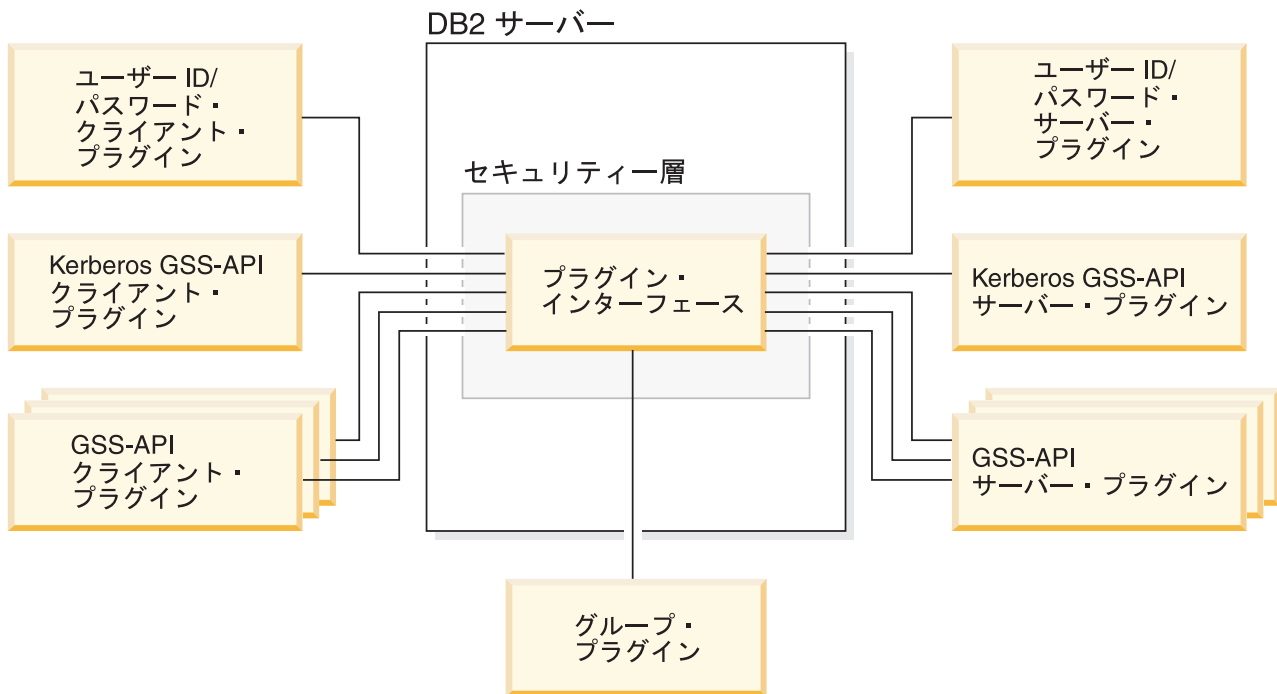 DB2 サーバー
ユーザー ID/
パスワード・
クライアント・
プラグイン
ユーザー ID/
パスワード・
サーバー・
プラグイン
セキュリティー層
Kerberos GSS-API
クライアント・
プラグイン
プラグイン・
インターフェース
Kerberos GSS-API
サーバー・プラグイン
GSS-API
クライアント・
プラグイン
GSS-API
サーバー・プラグイン
グループ・
プラグイン